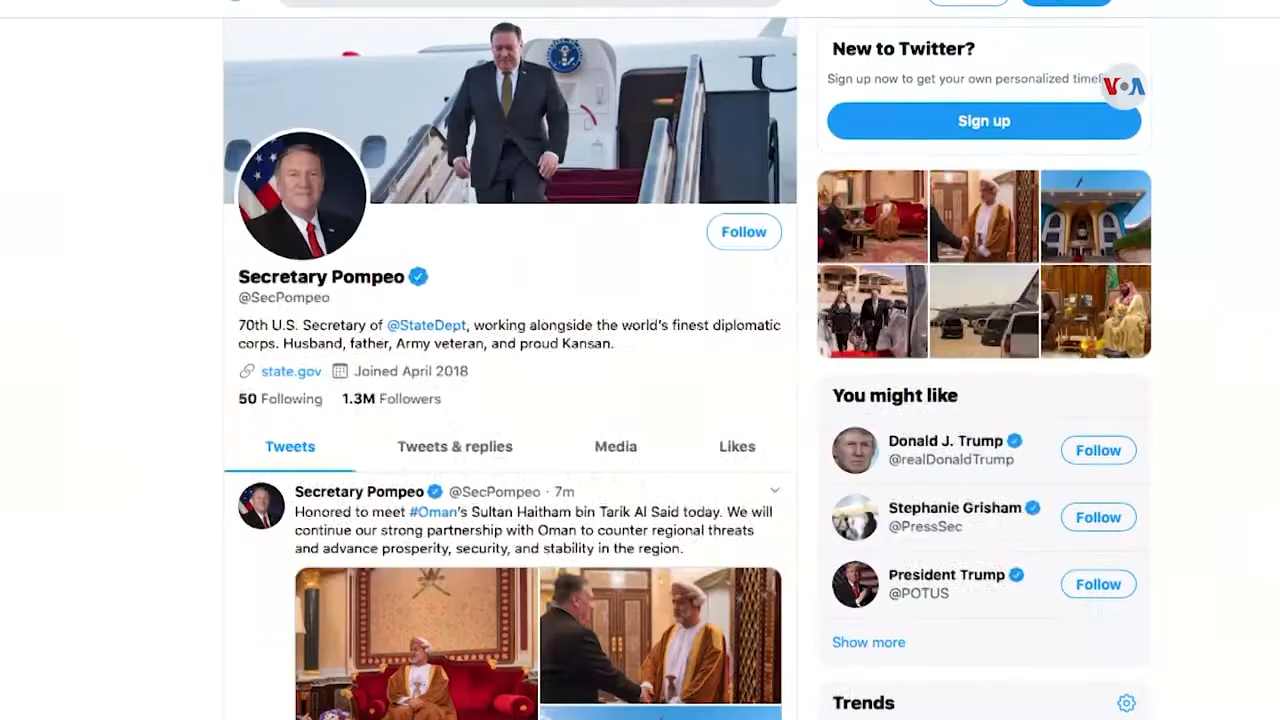 New to Twitter?
Sign up now to get your own personalized
VOA
Sign up
U
Follow
Secretary Pompeo
@SecPompeo
70th U.S. Secretary of @StateDept, working alongside the world's finest diplomatic
corps. Husband, father, Army veteran, and proud Kansan.
state.gov Joined April 2018
50 Following 1.3M Followers
Tweets Tweets & replies Media Likes
Secretary Pompeo @SecPompeo · 7m
Honored to meet #Oman's Sultan Haitham bin Tarik Al Said today. We will
continue our strong partnership with Oman to counter regional threats
and advance prosperity, security, and stability in the region.
You might like
Donald J. Trump
@realDonaldTrump
Follow
Stephanie Grisham
@PressSec
Follow
President Trump
@POTUS
Follow
Show more
Trends